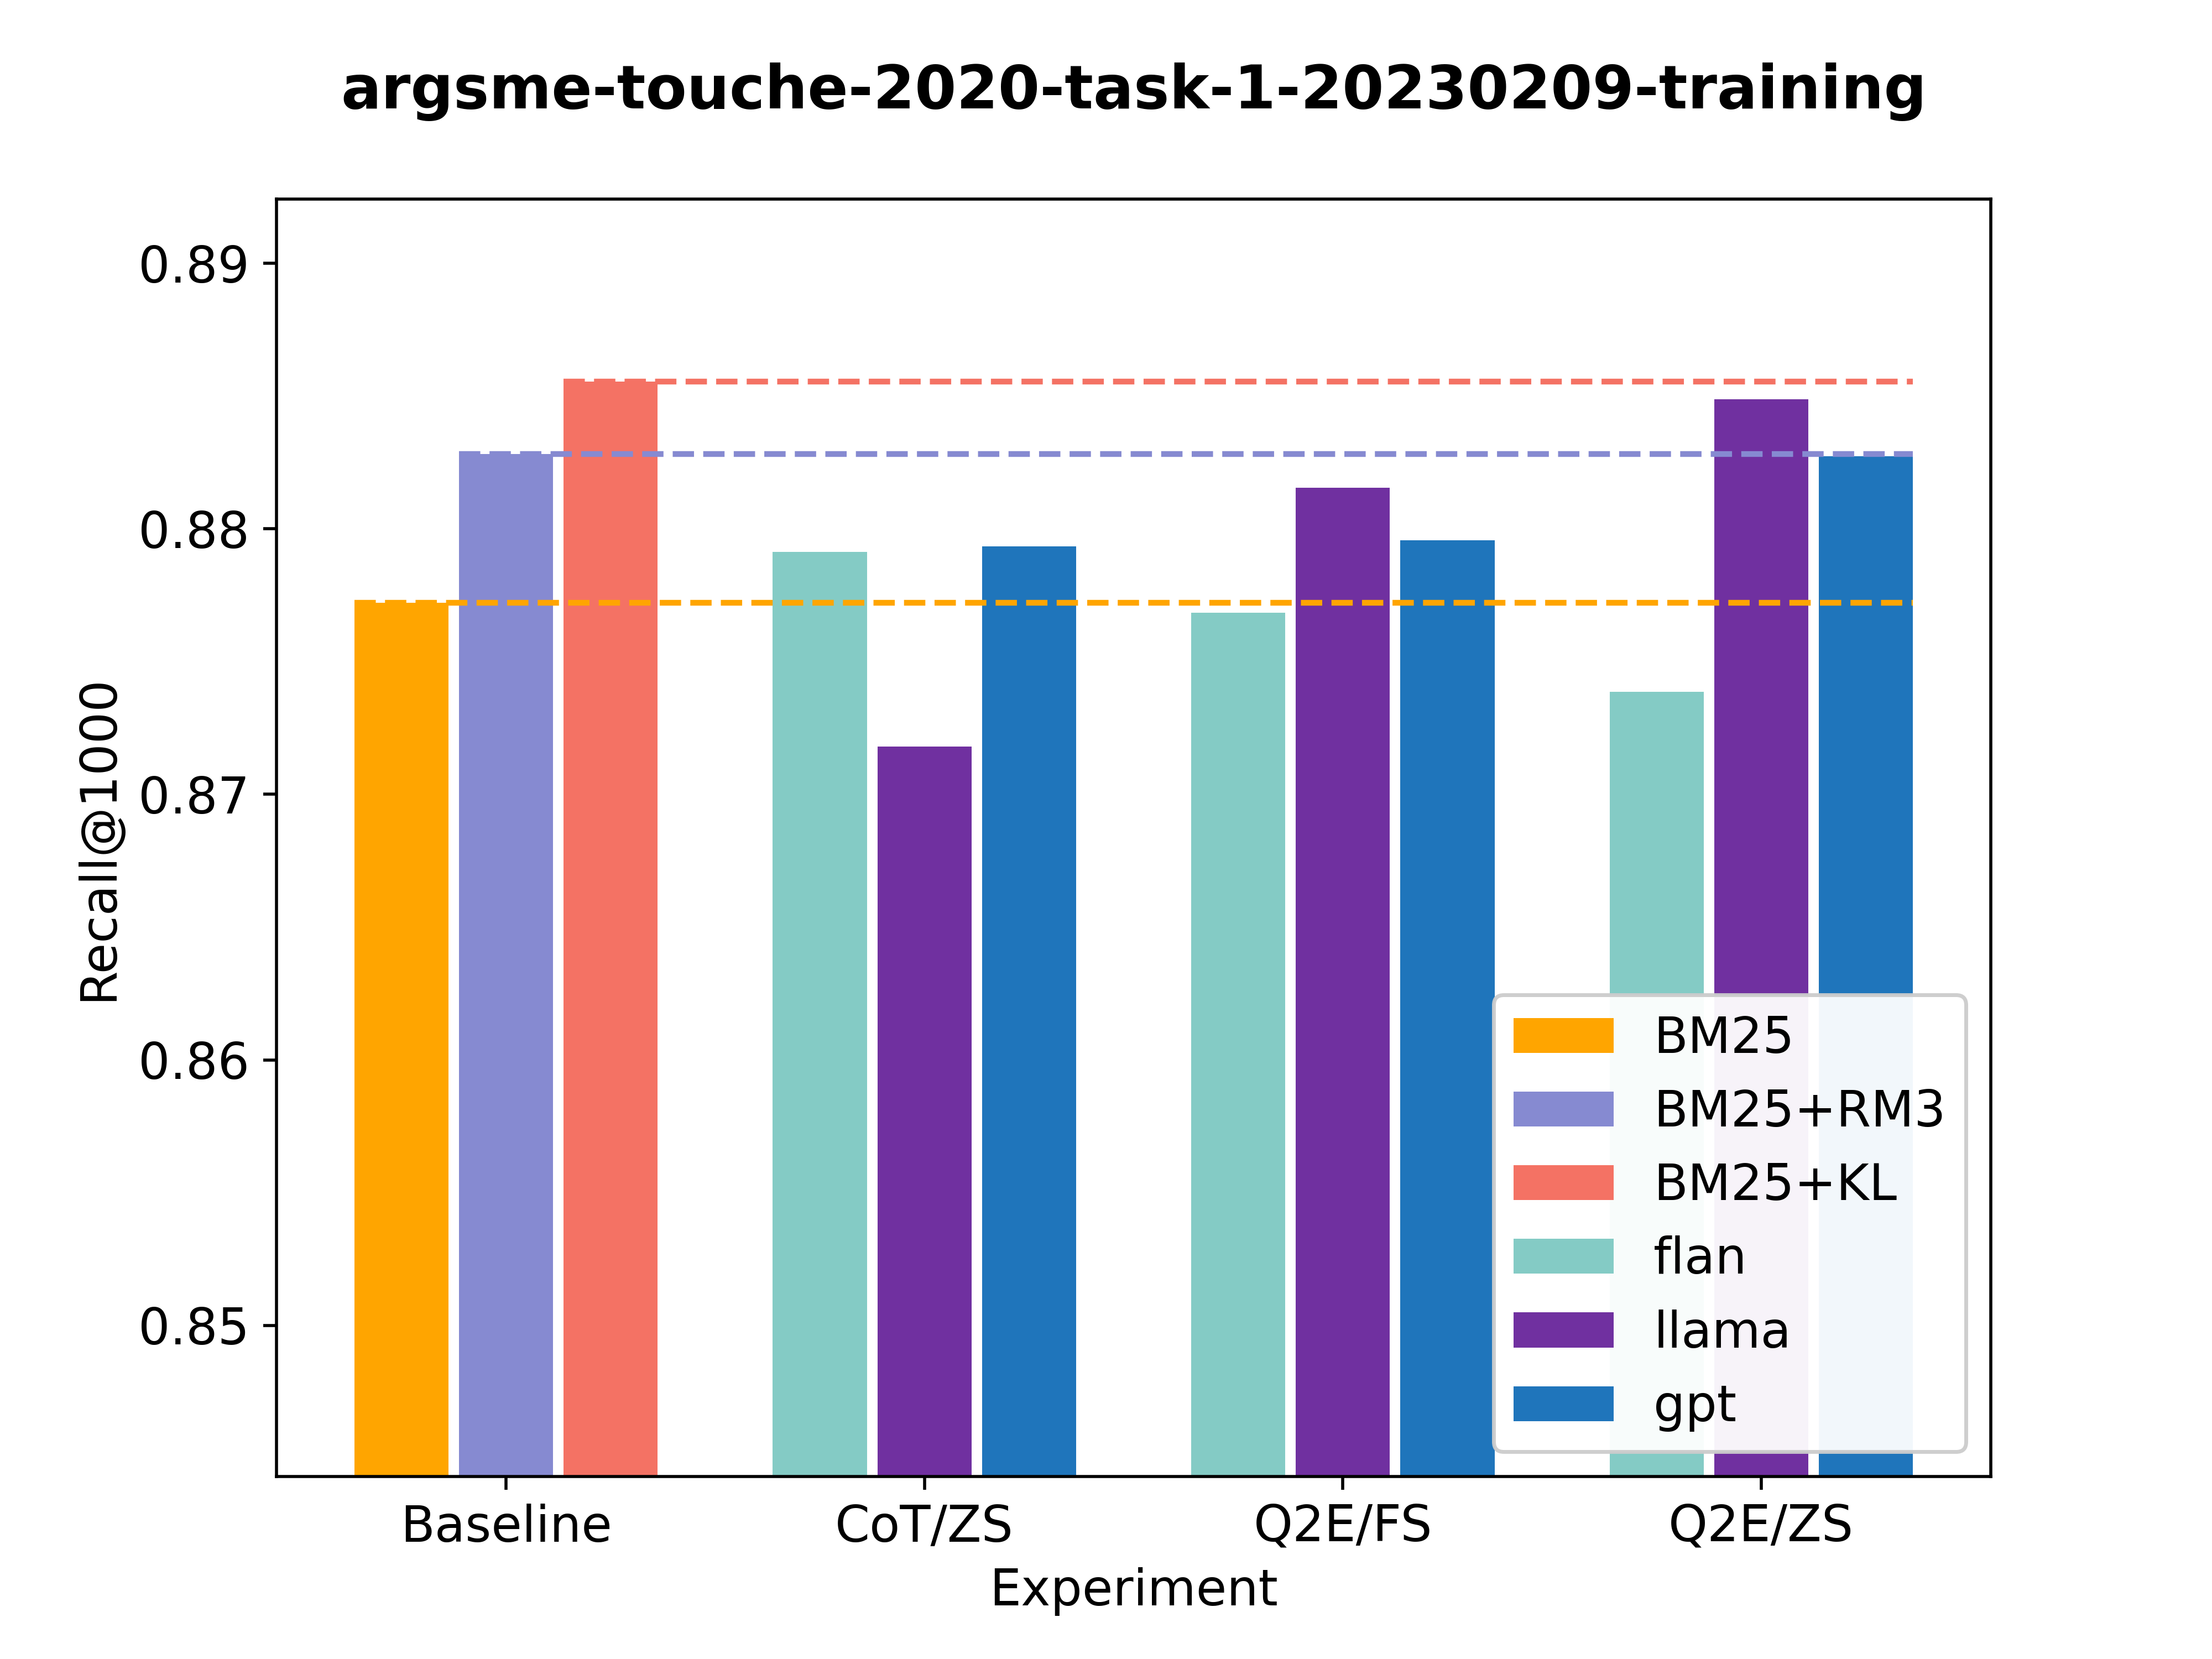 argsme-touche-2020-task-1-20230209-training
Recall@1000
0.89
0.88
0.87
0.86
0.85
BM25
BM25+RM3
BM25+KL
flan
llama
gpt
Baseline CoT/ZS Q2E/FS Q2E/ZS
Experiment